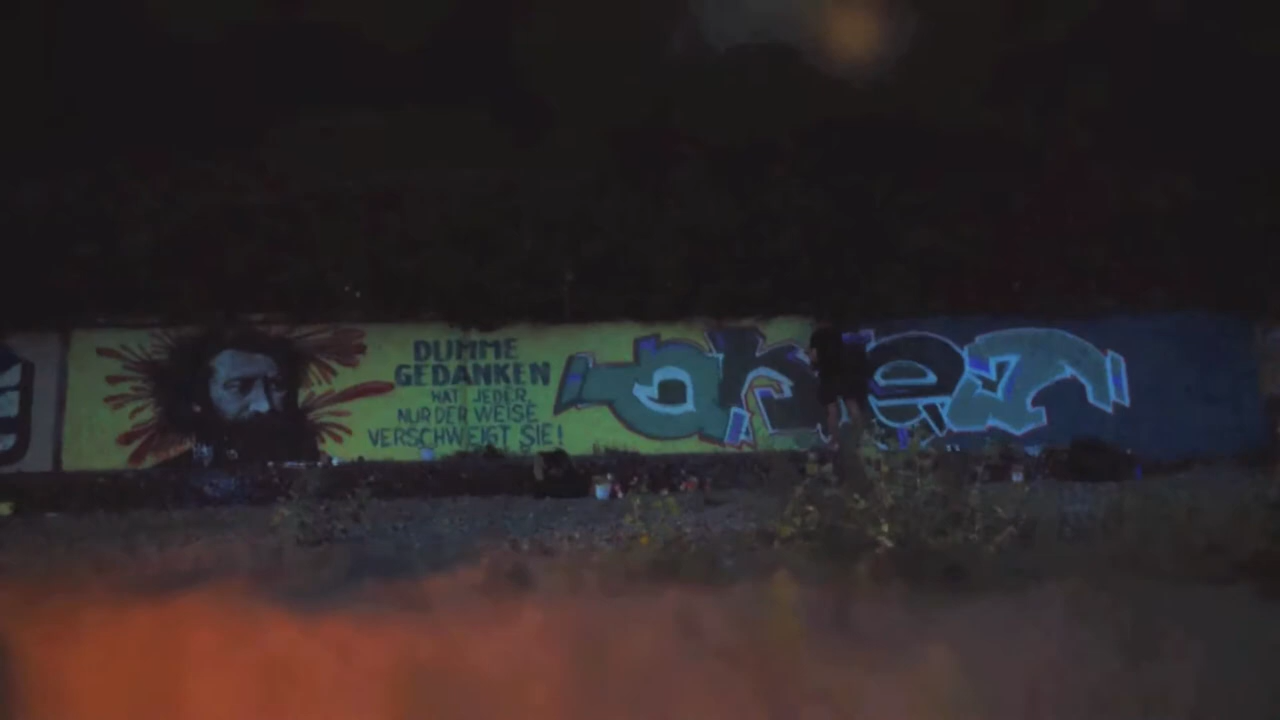 DUMME
GEDANKEN
HAT JEDER,
NUR DER WEISE
VERSCHWEIGT SIE!